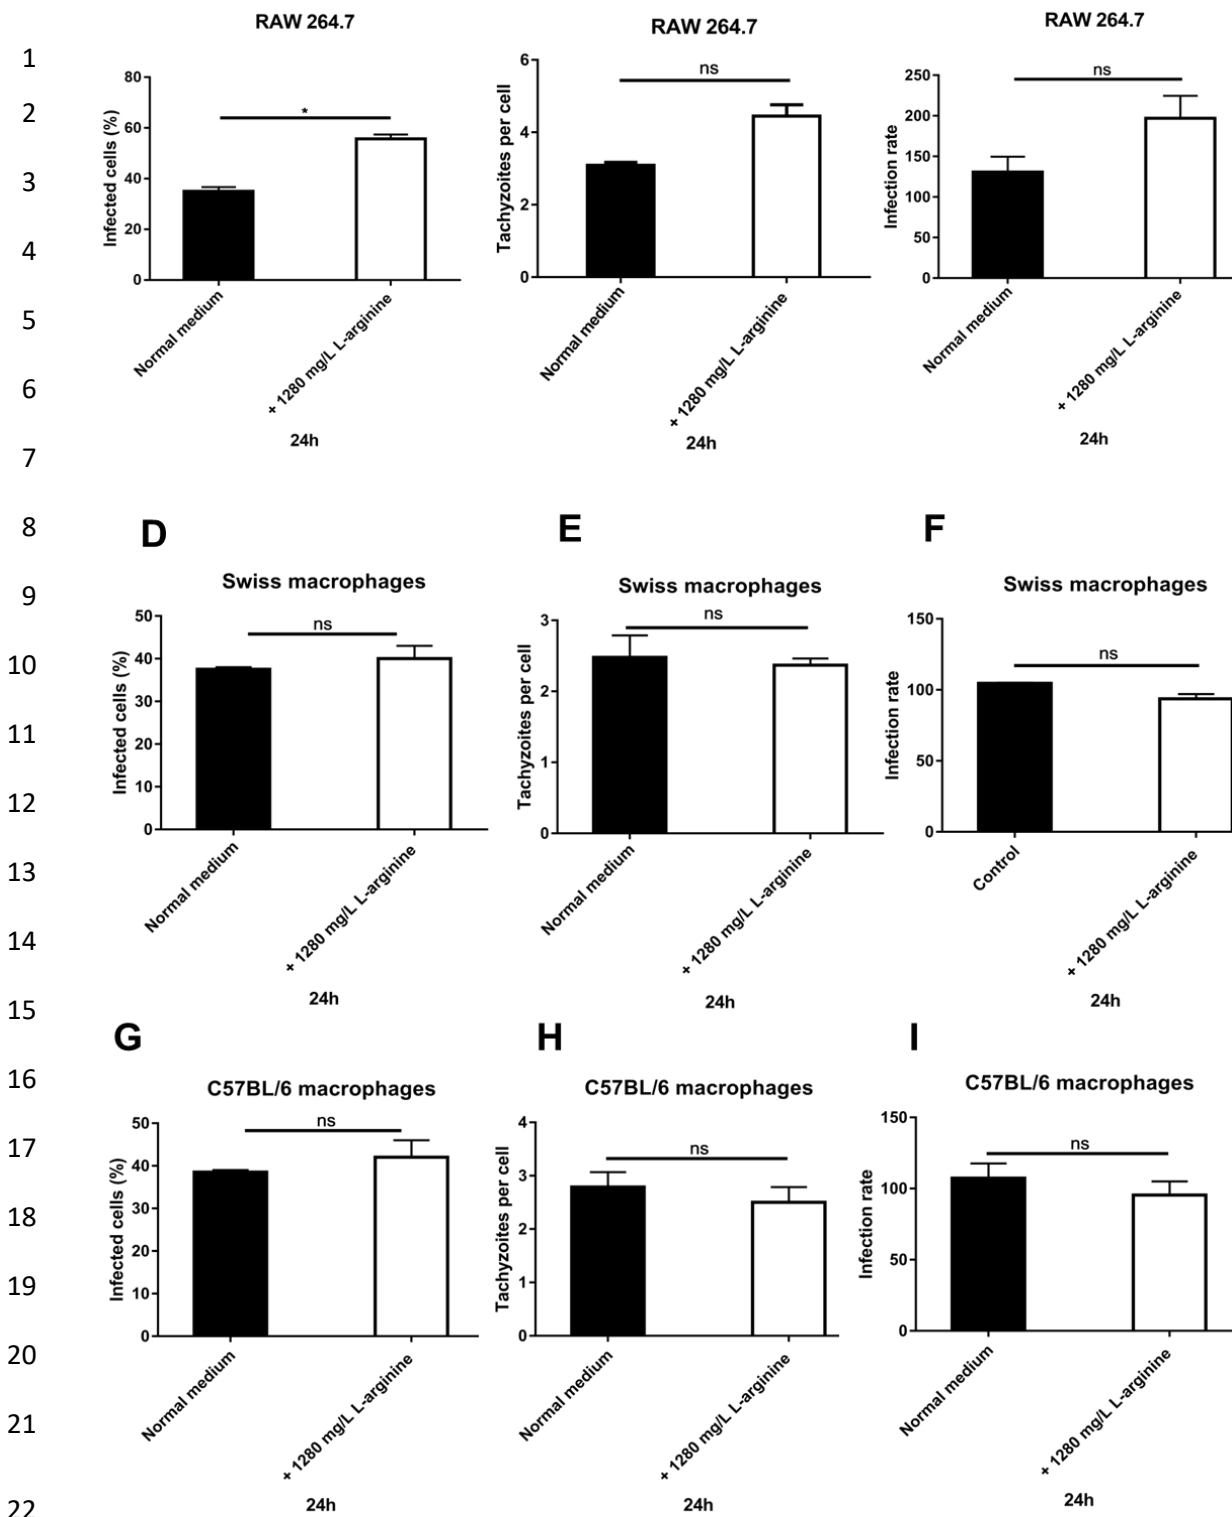 RAW 264.7
RAW 264.7
RAW 264.7
1
2
3
4
5
6
7
8
9
10
11
12
13
14
15
16
17
18
19
20
21
22
Infected cells (%)
80
60
40
20
0
*
Normal medium
+ 1280 mg/L L-arginine
24h
Tachyzoites per cell
6
4
2
0
ns
Normal medium
+ 1280 mg/L L-arginine
24h
Infection rate
250
200
150
100
50
0
ns
Normal medium
+ 1280 mg/L L-arginine
24h
D
Swiss macrophages
Infected cells (%)
50
40
30
20
10
0
ns
Normal medium
+ 1280 mg/L L-arginine
24h
E
Swiss macrophages
Tachyzoites per cell
3
2
1
0
ns
Normal medium
+ 1280 mg/L L-arginine
24h
F
Swiss macrophages
Infection rate
150
100
50
0
ns
Control
+ 1280 mg/L L-arginine
24h
G
C57BL/6 macrophages
Infected cells (%)
50
40
30
20
10
0
ns
Normal medium
+ 1280 mg/L L-arginine
24h
H
C57BL/6 macrophages
Tachyzoites per cell
4
3
2
1
0
ns
Normal medium
+ 1280 mg/L L-arginine
24h
I
C57BL/6 macrophages
Infection rate
150
100
50
0
ns
Normal medium
+ 1280 mg/L L-arginine
24h